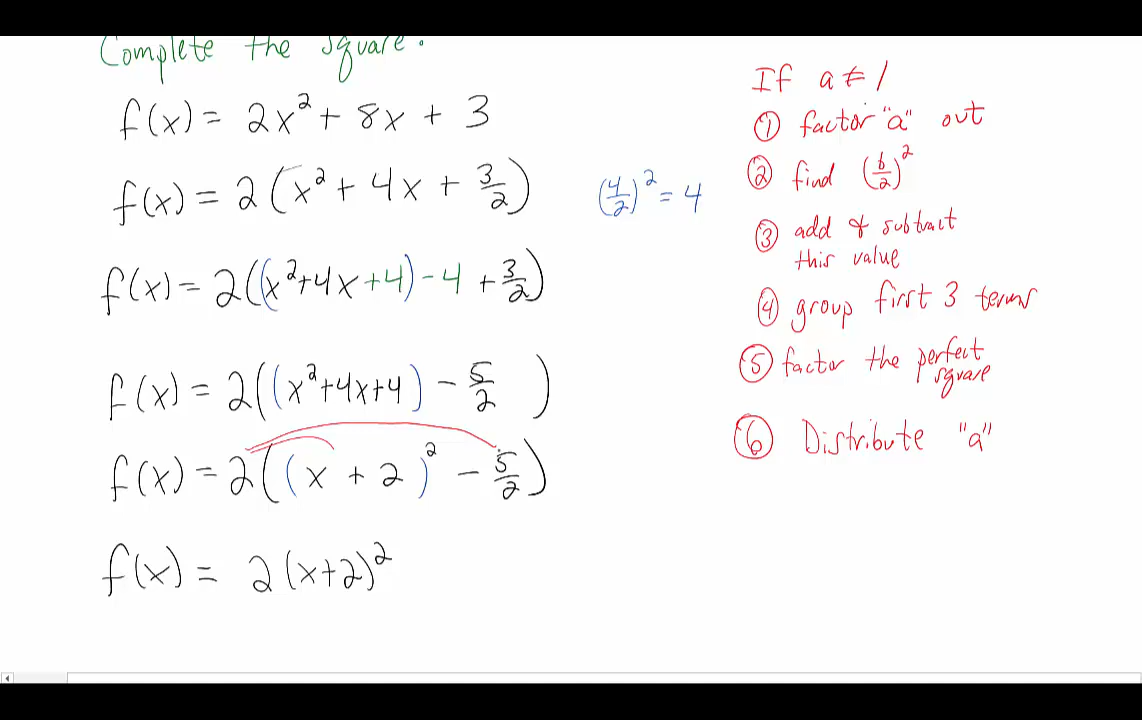 Complete the square.
f(x) = 2x² + 8x + 3
f(x) = 2(x² + 4x + 3/2)
(4/2)² = 4
f(x) = 2((x²+4x+4) - 4 + 3/2)
f(x) = 2((x²+4x+4) - 5/2)
f(x) = 2((x + 2)² - 5/2)
f(x) = 2(x+2)²
If a ≠ 1
① factor "a" out
② find (b/2)²
③ add & subtract
this value
④ group first 3 terms
⑤ factor the perfect
square
⑥ Distribute "a"